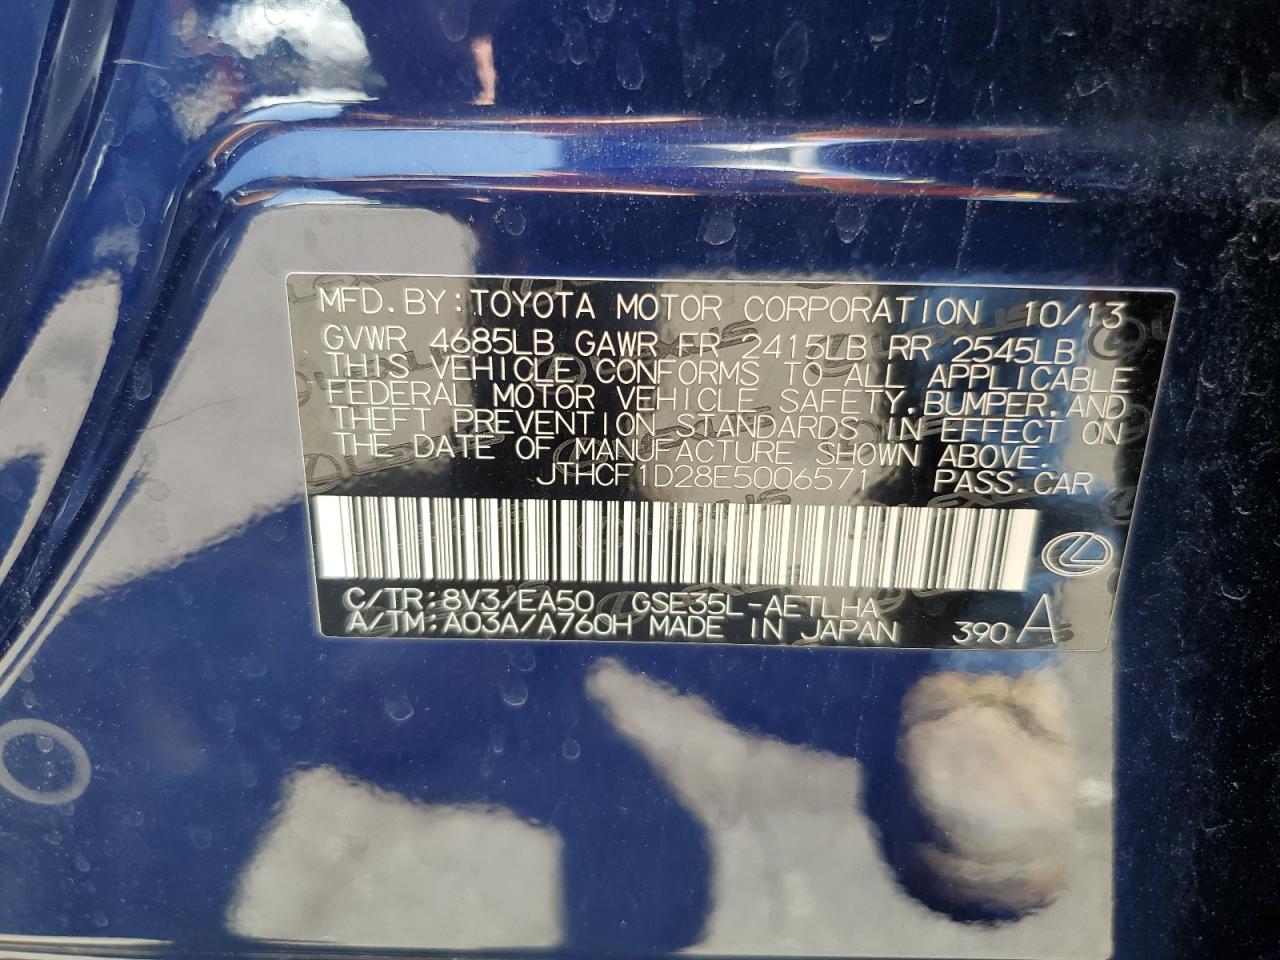 MFD. BY: TOYOTA MOTOR CORPORATION 10/13
GVWR 4685LB GAWR FR 2415LB RR 2545LB
THIS VEHICLE CONFORMS TO ALL APPLICABLE
FEDERAL MOTOR VEHICLE SAFETY, BUMPER, AND
THEFT PREVENTION STANDARDS IN EFFECT ON
THE DATE OF MANUFACTURE SHOWN ABOVE.
JTHCF1D28E5006571 PASS. CAR
C/TR: 8V3/EA50 GSE35L-AETLHA
A/TM: A03A/A760H MADE IN JAPAN 390 A